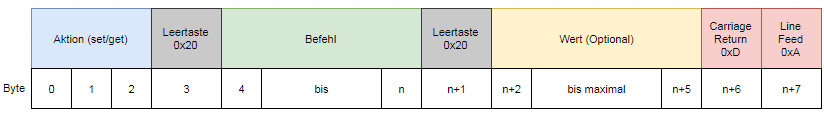 Aktion (set/get)
Leertaste
0x20
Befehl
Leertaste
0x20
Wert (Optional)
Carriage
Return
0xD
Line
Feed
0xA
Byte
0
1
2
3
4
bis
n
n+1
n+2
bis maximal
n+5
n+6
n+7